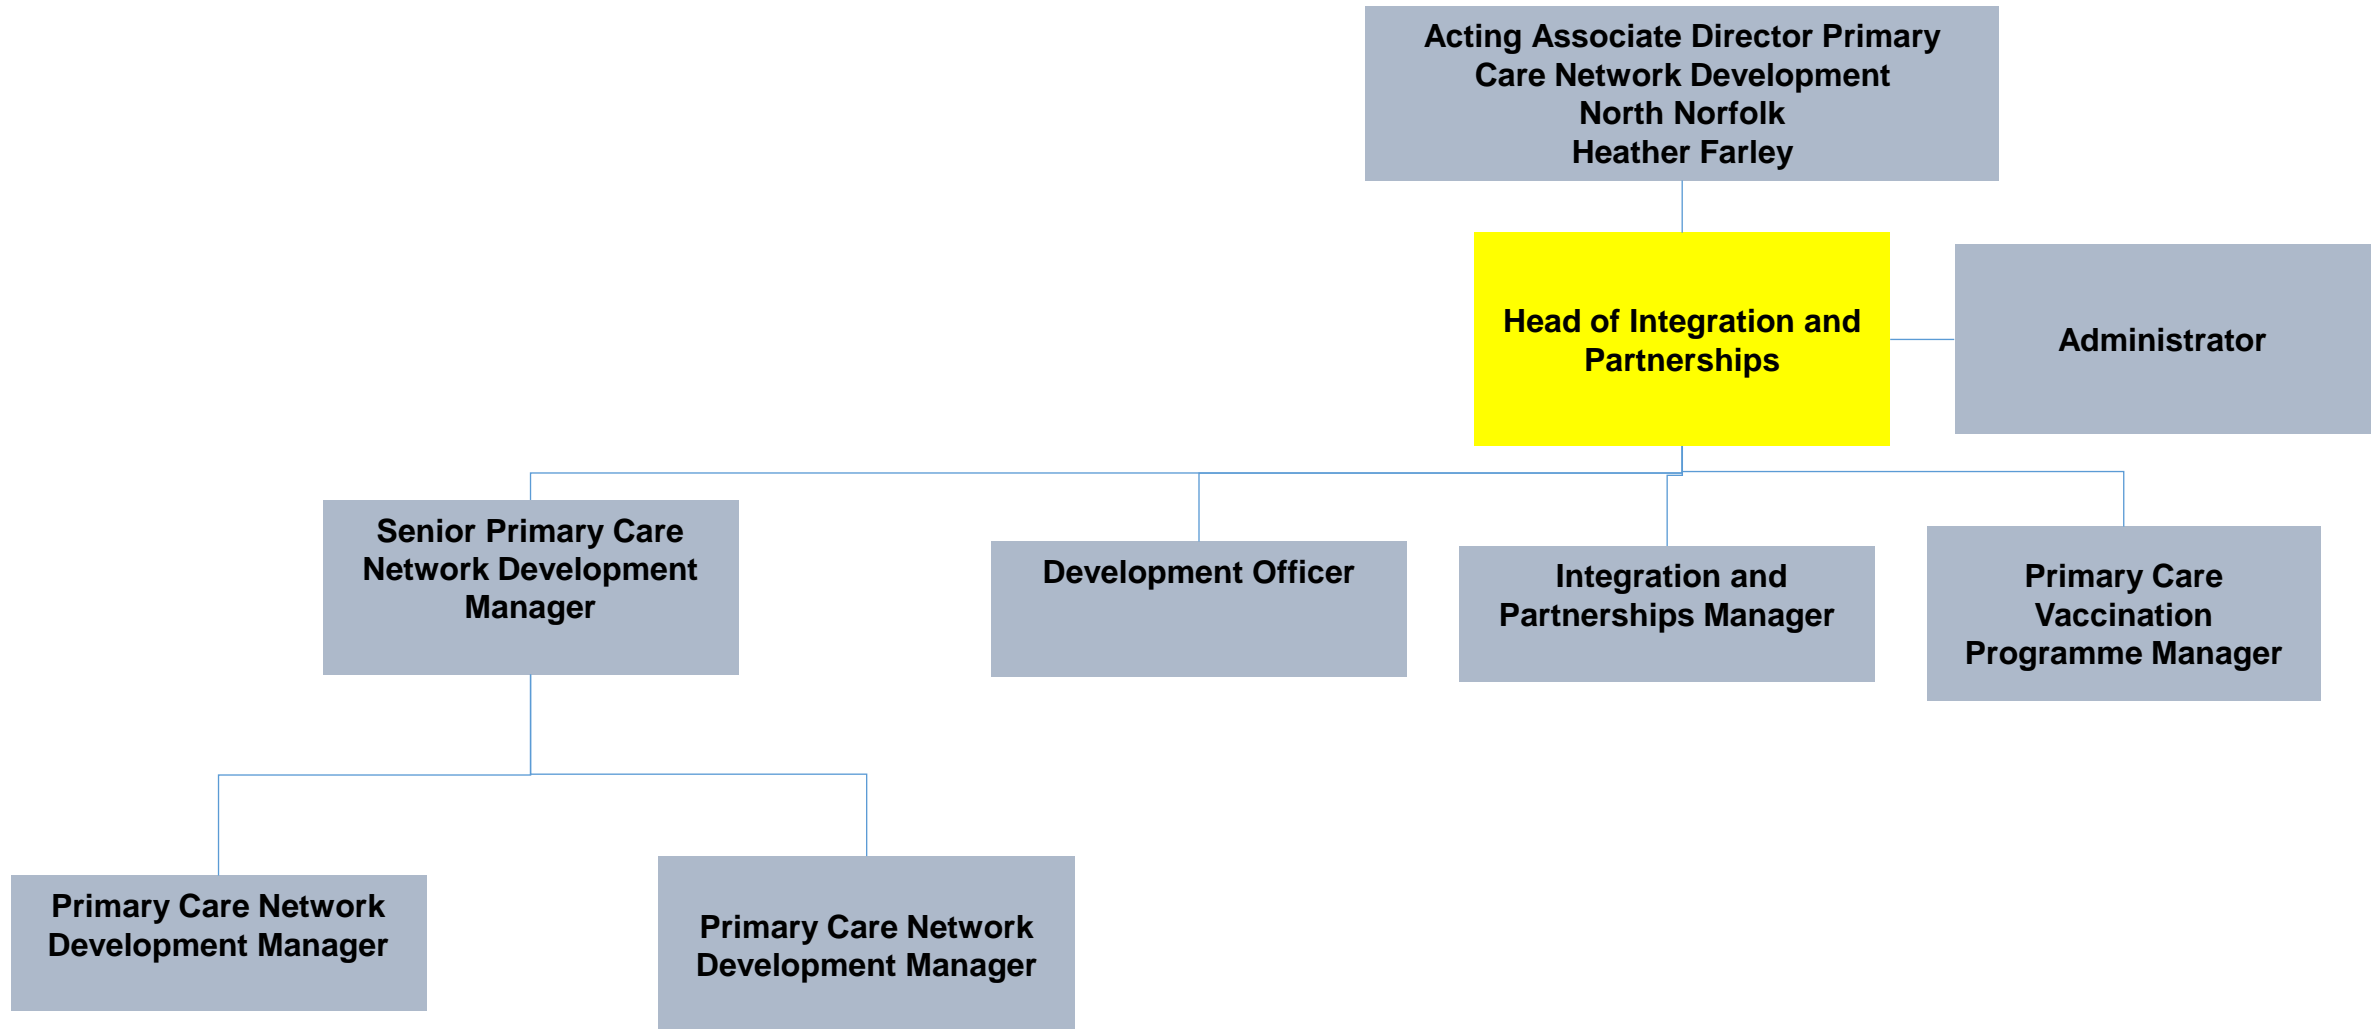 Acting Associate Director Primary
Care Network Development
North Norfolk
Heather Farley
Head of Integration and
Partnerships
Administrator
Senior Primary Care
Network Development
Manager
Development Officer
Integration and
Partnerships Manager
Primary Care
Vaccination
Programme Manager
Primary Care Network
Development Manager
Primary Care Network
Development Manager